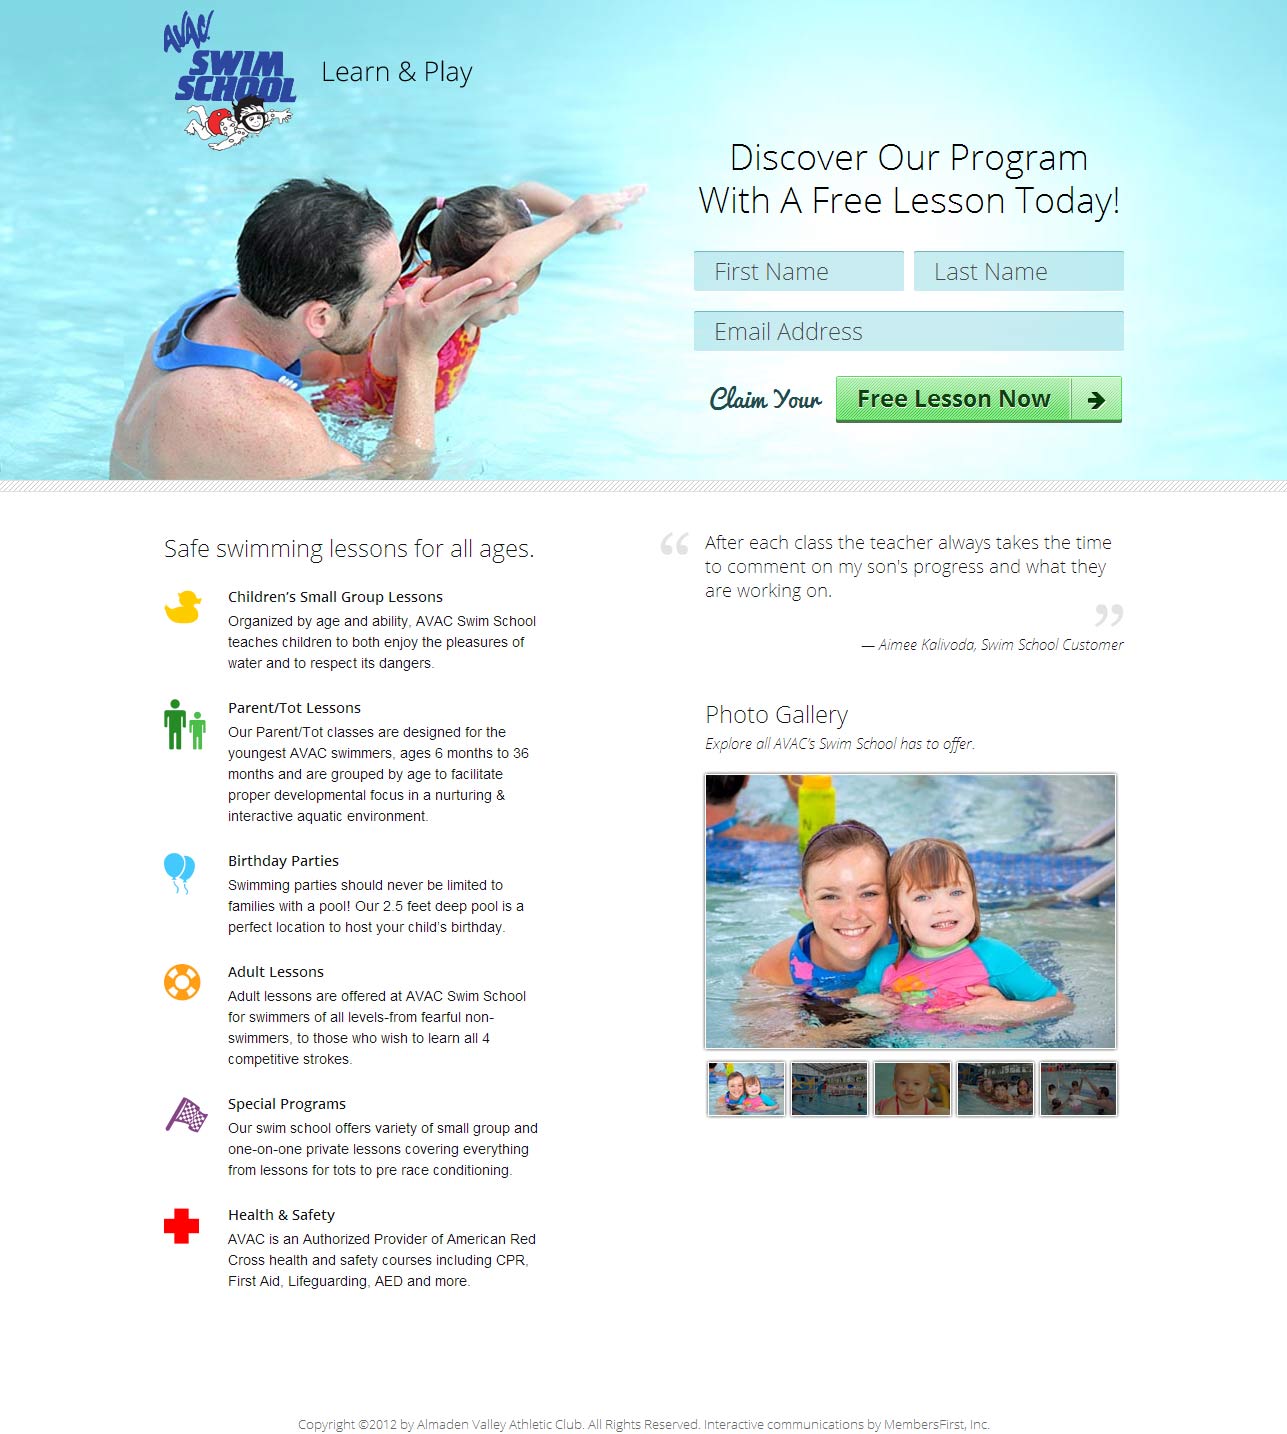 AVAC!
SWIM
SCHOOL
Learn & Play
Discover Our Program
With A Free Lesson Today!
First Name
Last Name
Email Address
Claim Your
Free Lesson Now
Safe swimming lessons for all ages.
Children’s Small Group Lessons
Organized by age and ability, AVAC Swim School
teaches children to both enjoy the pleasures of
water and to respect its dangers.
Parent/Tot Lessons
Our Parent/Tot classes are designed for the
youngest AVAC swimmers, ages 6 months to 36
months and are grouped by age to facilitate
proper developmental focus in a nurturing &
interactive aquatic environment.
Birthday Parties
Swimming parties should never be limited to
families with a pool! Our 2.5 feet deep pool is a
perfect location to host your child’s birthday.
Adult Lessons
Adult lessons are offered at AVAC Swim School
for swimmers of all levels-from fearful non-
swimmers, to those who wish to learn all 4
competitive strokes.
Special Programs
Our swim school offers variety of small group and
one-on-one private lessons covering everything
from lessons for tots to pre race conditioning.
Health & Safety
AVAC is an Authorized Provider of American Red
Cross health and safety courses including CPR,
First Aid, Lifeguarding, AED and more.
“ After each class the teacher always takes the time
to comment on my son's progress and what they
are working on. ”
— Aimee Kalivoda, Swim School Customer
Photo Gallery
Explore all AVAC’s Swim School has to offer.
Copyright ©2012 by Almaden Valley Athletic Club. All Rights Reserved. Interactive communications by MembersFirst, Inc.